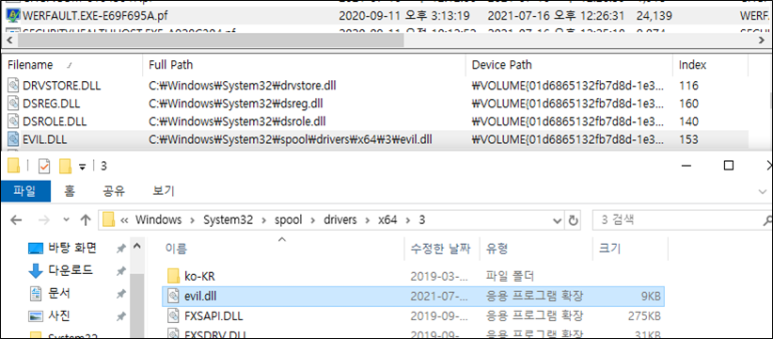 WERFAULT.EXE-E69F695A.pf 2020-09-11 오후 3:13:19 2021-07-16 오후 12:26:31 24,139 WERF...
Filename Full Path Device Path Index
DRVSTORE.DLL C:₩Windows₩System32₩drvstore.dll ₩VOLUME{01d6865132fb7d8d-1e3... 116
DSREG.DLL C:₩Windows₩System32₩dsreg.dll ₩VOLUME{01d6865132fb7d8d-1e3... 160
DSROLE.DLL C:₩Windows₩System32₩dsrole.dll ₩VOLUME{01d6865132fb7d8d-1e3... 140
EVIL.DLL C:₩Windows₩System32₩spool₩drivers₩x64₩3₩evil.dll ₩VOLUME{01d6865132fb7d8d-1e3... 153
3
파일 홈 공유 보기
« Windows > System32 > spool > drivers > x64 > 3 3 검색
바탕 화면 이름 수정한 날짜 유형 크기
다운로드 ko-KR 2019-03-... 파일 폴더
문서 evil.dll 2021-07-... 응용 프로그램 확장 9KB
사진 FXSAPI.DLL 2019-09-... 응용 프로그램 확장 275KB
System32 FXSDRV.DLL 2019-09-... 응용 프로그램 확장 31KB